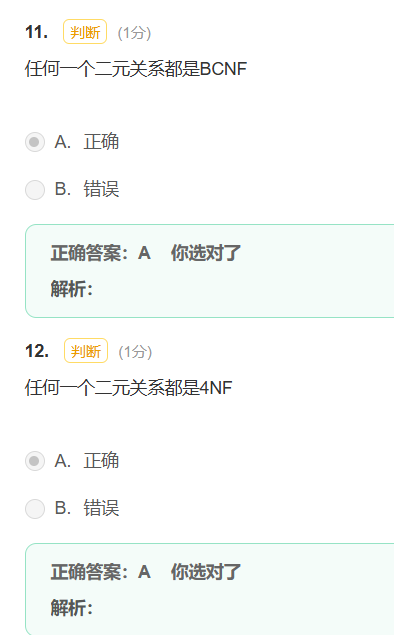 11. 判断 (1分)
任何一个二元关系都是BCNF
A. 正确
B. 错误
正确答案：A 你选对了
解析：
12. 判断 (1分)
任何一个二元关系都是4NF
A. 正确
B. 错误
正确答案：A 你选对了
解析：